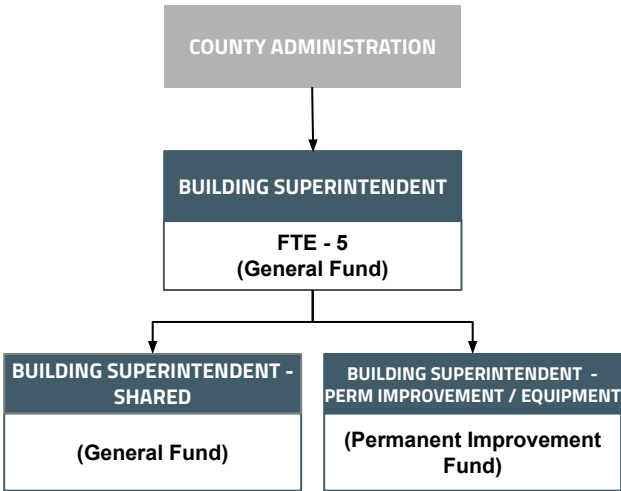 COUNTY ADMINISTRATION
BUILDING SUPERINTENDENT
FTE - 5
(General Fund)
BUILDING SUPERINTENDENT -
SHARED
(General Fund)
BUILDING SUPERINTENDENT -
PERM IMPROVEMENT / EQUIPMENT
(Permanent Improvement
Fund)